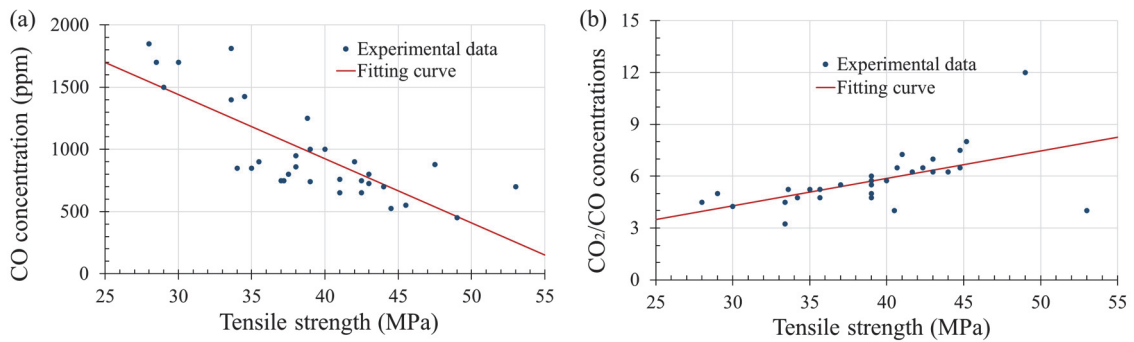 (a)
CO concentration (ppm)
2000
1500
1000
500
0
25 30 35 40 45 50 55
Tensile strength (MPa)
Experimental data
Fitting curve
(b)
CO₂/CO concentrations
15
12
9
6
3
0
25 30 35 40 45 50 55
Tensile strength (MPa)
Experimental data
Fitting curve